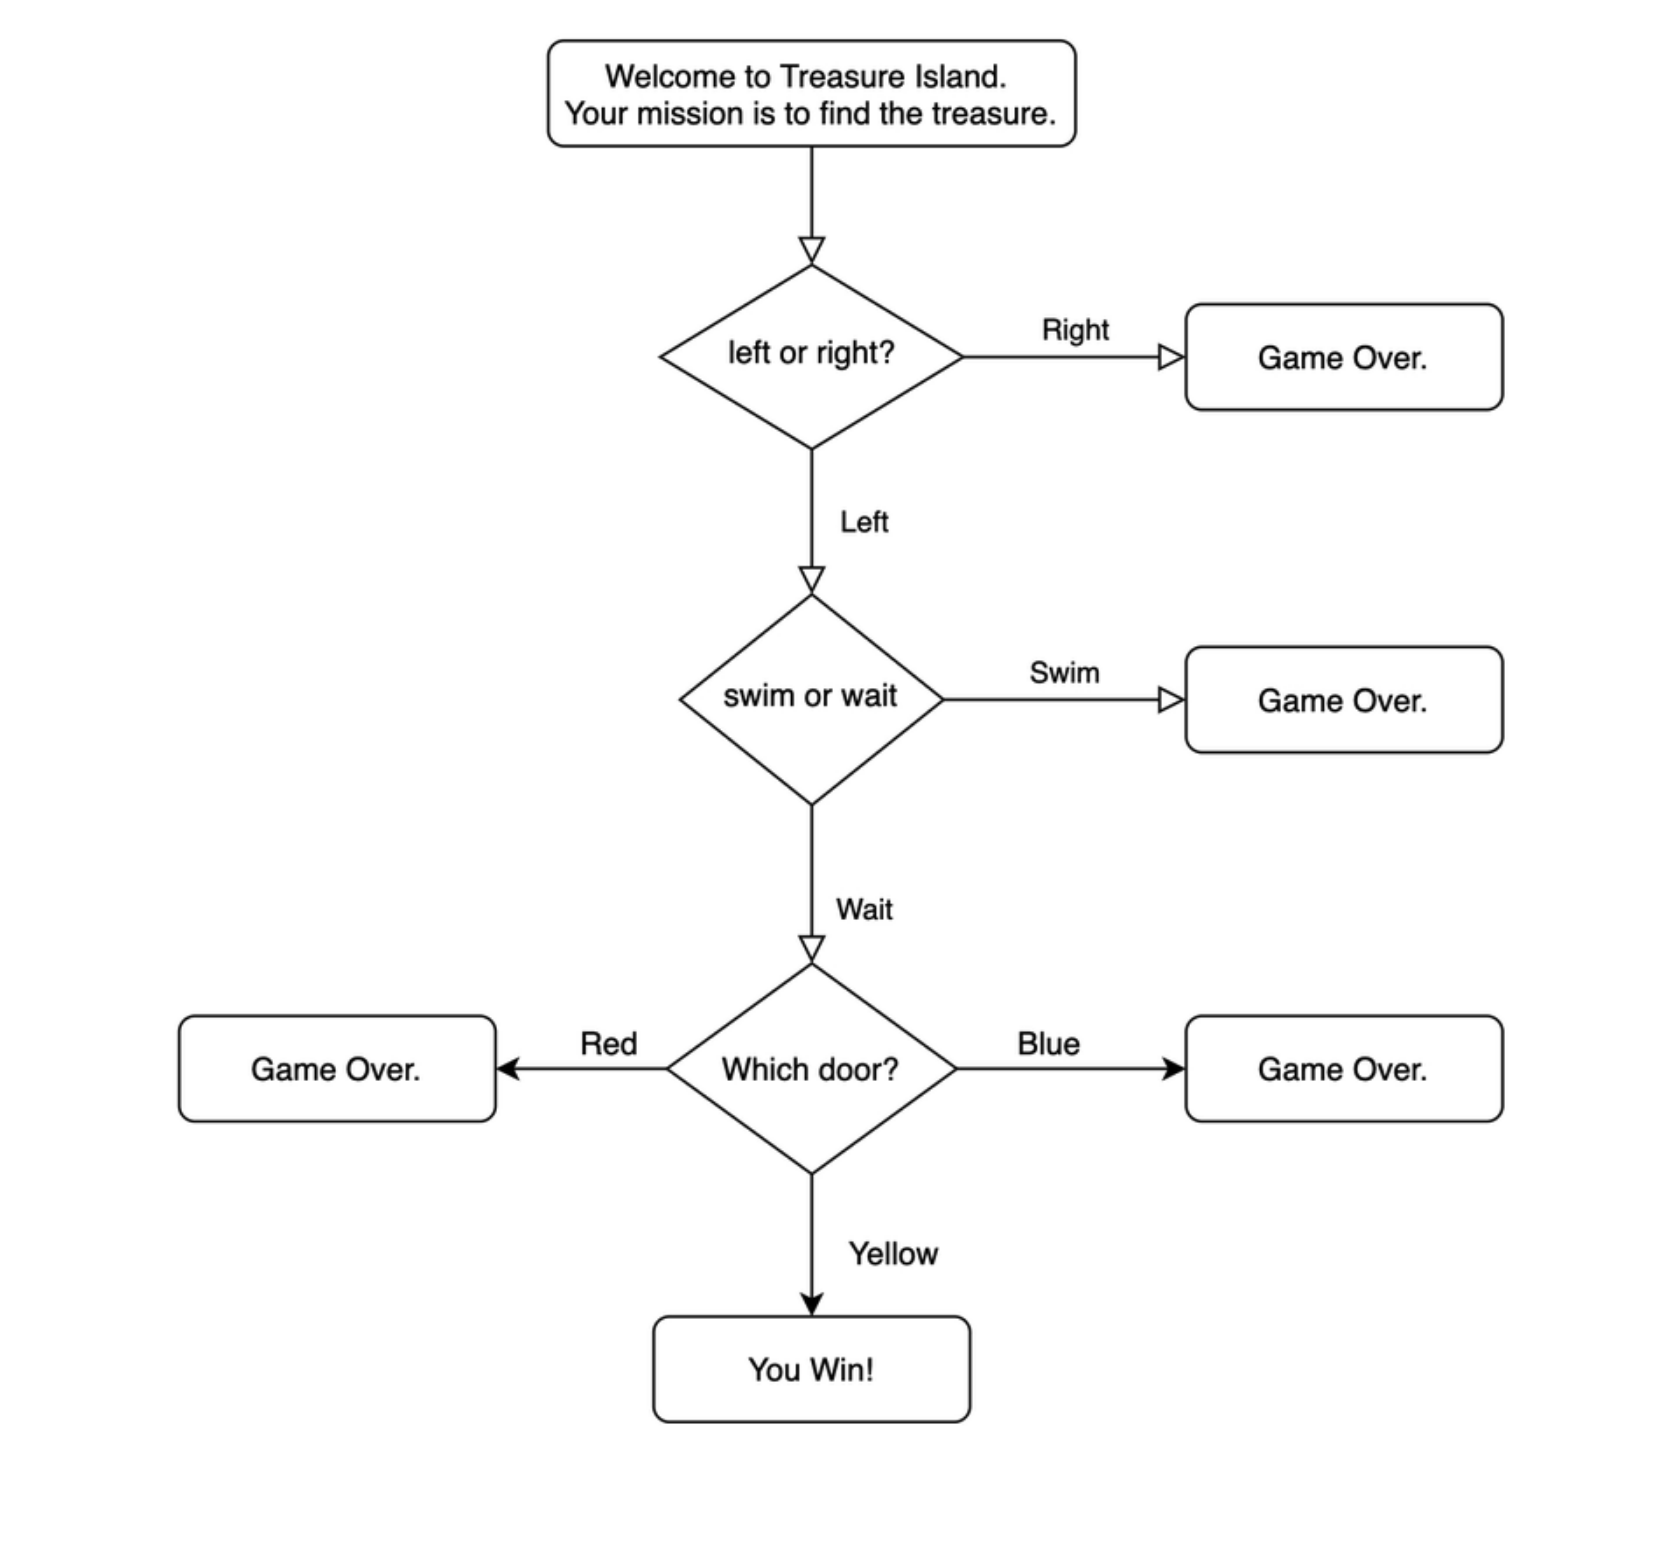 Welcome to Treasure Island.
Your mission is to find the treasure.
left or right?
Right
Game Over.
Left
swim or wait
Swim
Game Over.
Wait
Game Over.
Red
Which door?
Blue
Game Over.
Yellow
You Win!